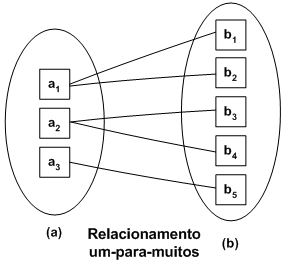 b1
a1
b2
a2
b3
a3
b4
b5
(a)
Relacionamento
um-para-muitos
(b)